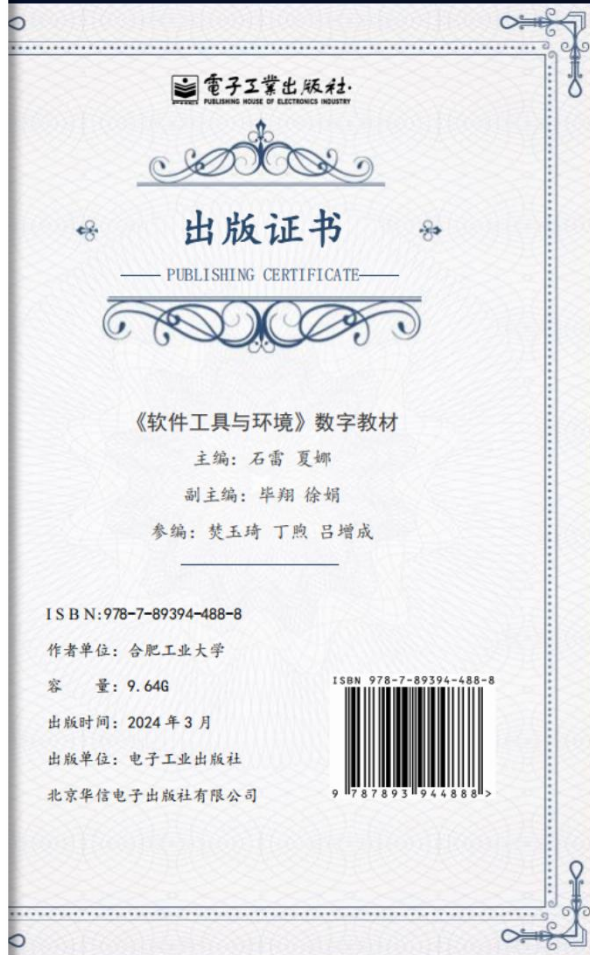 電子工業出版社·
PUBLISHING HOUSE OF ELECTRONICS INDUSTRY
出版证书
PUBLISHING CERTIFICATE
《软件工具与环境》数字教材
主编：石雷 夏娜
副主编：毕翔 徐娟
参编：樊玉琦 丁煦 吕增成
ISBN:978-7-89394-488-8
作者单位：合肥工业大学
容 量：9.64G
出版时间：2024年3月
出版单位：电子工业出版社
北京华信电子出版社有限公司
ISBN 978-7-89394-488-8
9 787893 944888 >